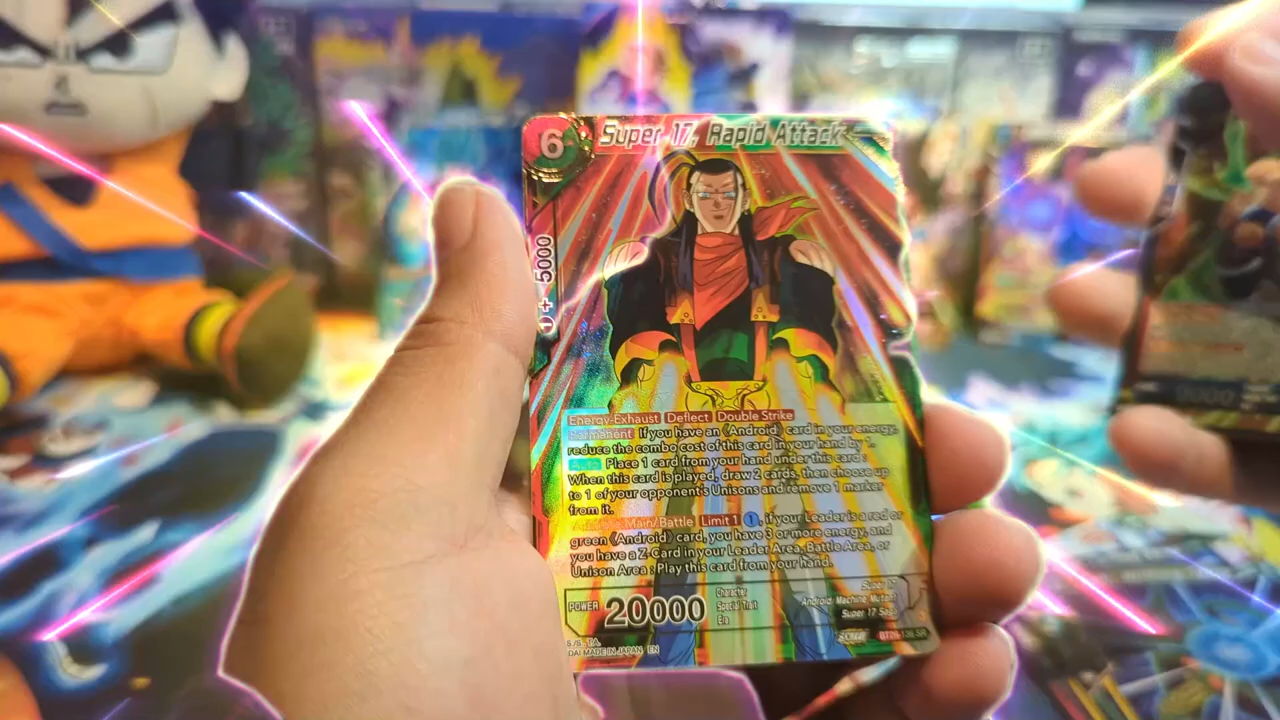 6
Super 17, Rapid Attack
+ 5000
Energy-Exhaust Deflect Double Strike
Permanent If you have an 《Android》 card in your energy,
reduce the combo cost of this card in your hand by 1.
Auto Place 1 card from your hand under this card :
When this card is played, draw 2 cards, then choose up
to 1 of your opponent's Unisons and remove 1 marker
from it.
Main/Battle Limit 1 1, if your Leader is a red or
green 《Android》 card, you have 3 or more energy, and
you have a Z-Card in your Leader Area, Battle Area, or
Unison Area : Play this card from your hand.
POWER 20000
Character Super 17
Special Trait Android/Machine Mutant
Era Super 17 Saga
DAI MADE IN JAPAN EN